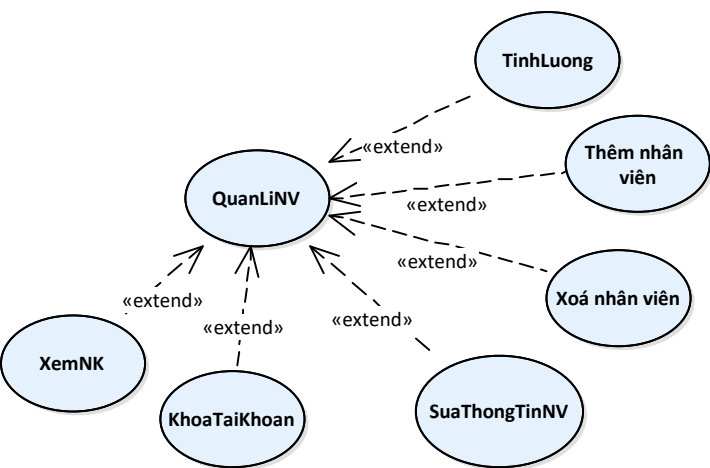 TinhLuong
«extend»
Thêm nhân
viên
QuanLiNV
«extend»
«extend»
Xoá nhân viên
«extend»
«extend»
«extend»
XemNK
KhoaTaiKhoan
SuaThongTinNV